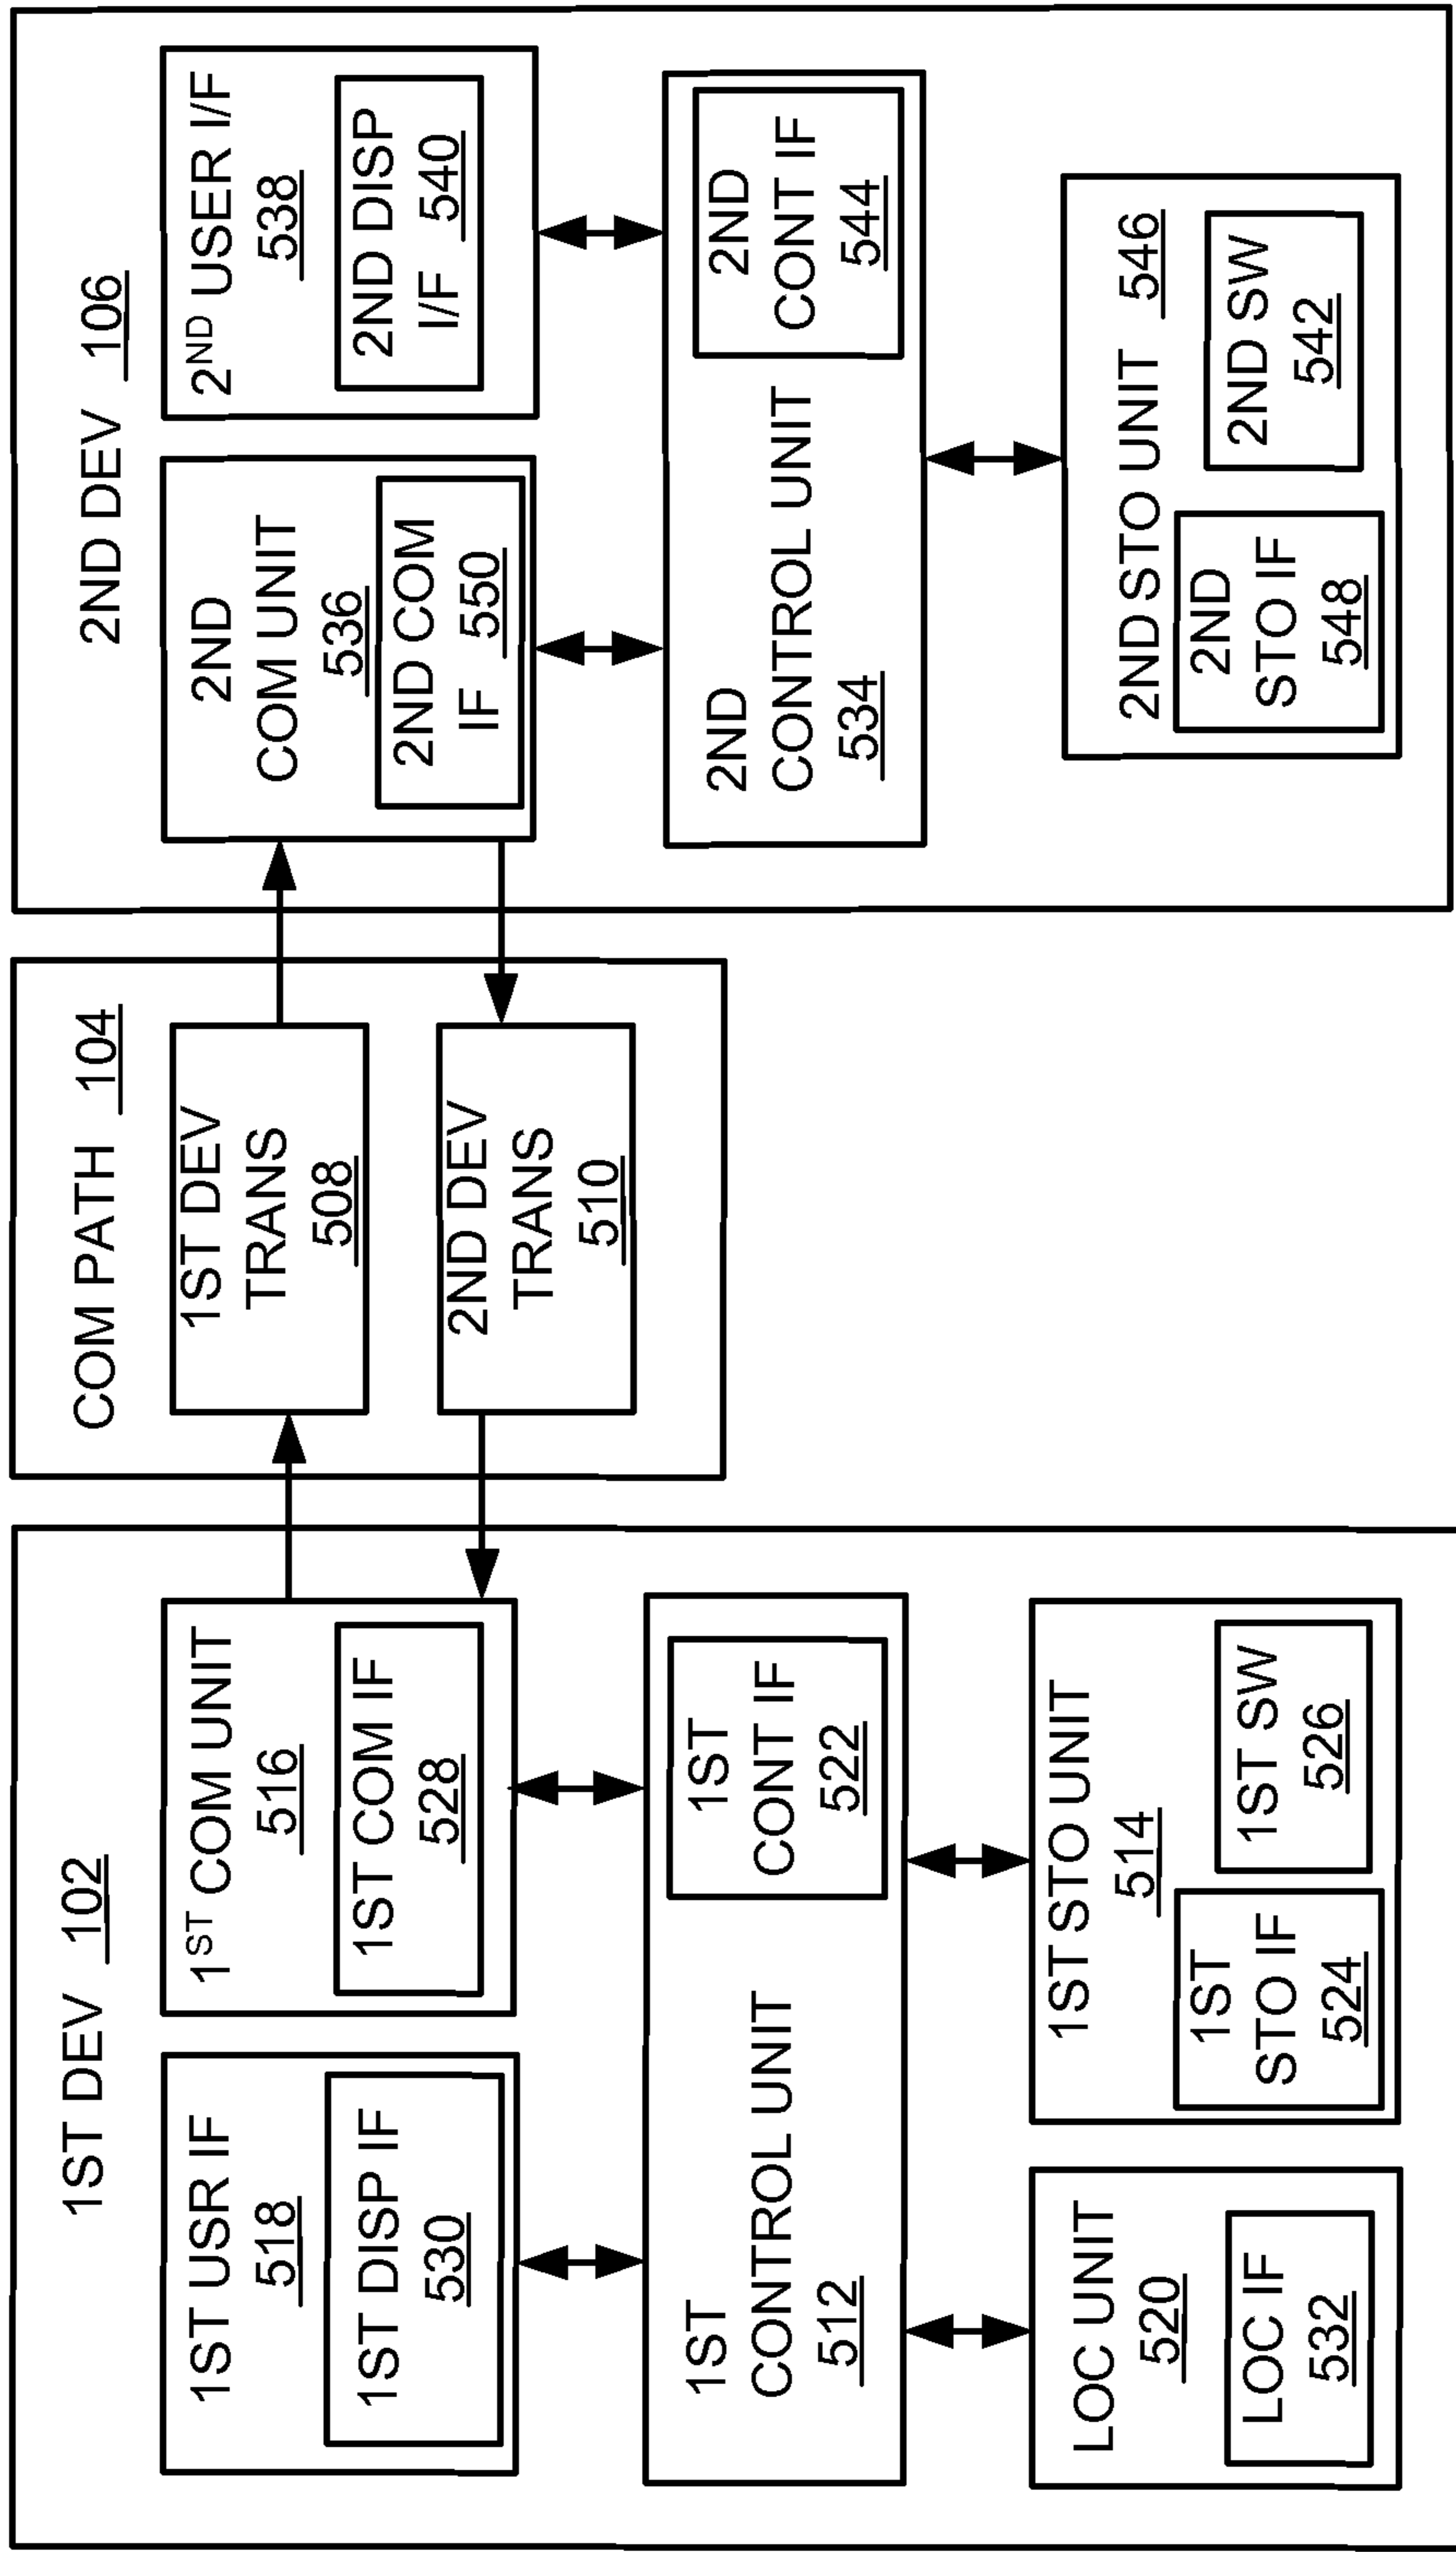 1ST DEV 102
1ST USR IF
518
1ST DISP IF
530
1ST COM UNIT
516
1ST COM IF
528
1ST
CONTROL UNIT
512
1ST
CONT IF
522
LOC UNIT
520
LOC IF
532
1ST STO UNIT
514
1ST
STO IF
524
1ST SW
526
COM PATH 104
1ST DEV
TRANS
508
2ND DEV
TRANS
510
2ND DEV 106
2ND
COM UNIT
536
2ND COM
IF 550
2ND USER I/F
538
2ND DISP
I/F 540
2ND
CONTROL UNIT
534
2ND
CONT IF
544
2ND STO UNIT 546
2ND
STO IF
548
2ND SW
542